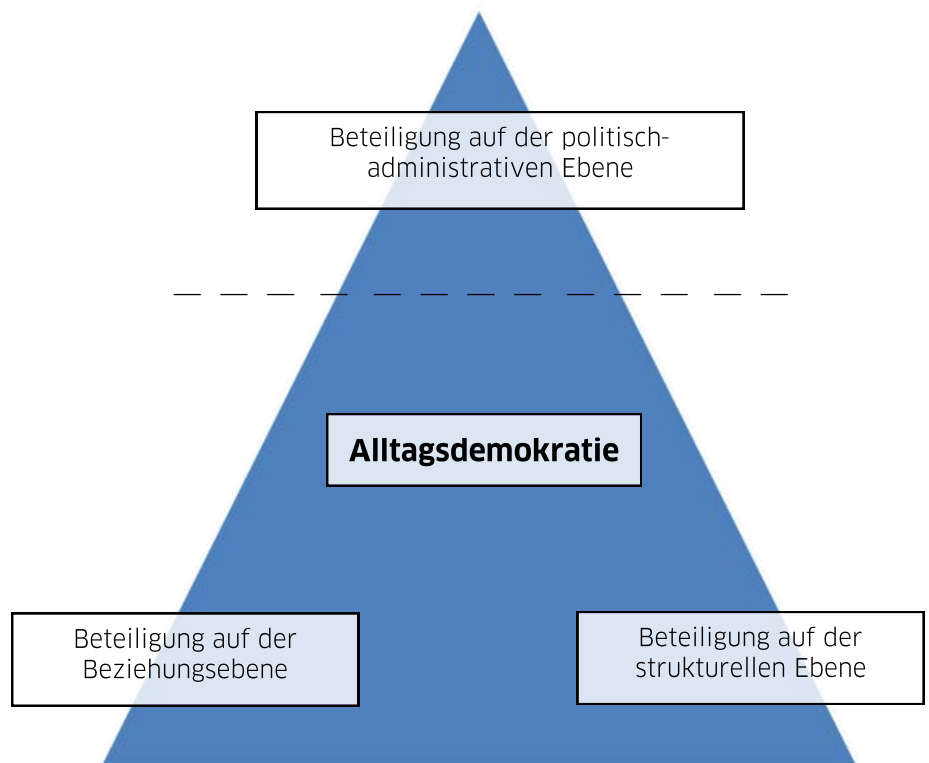 Beteiligung auf der politisch-
administrativen Ebene
Alltagsdemokratie
Beteiligung auf der
Beziehungsebene
Beteiligung auf der
strukturellen Ebene